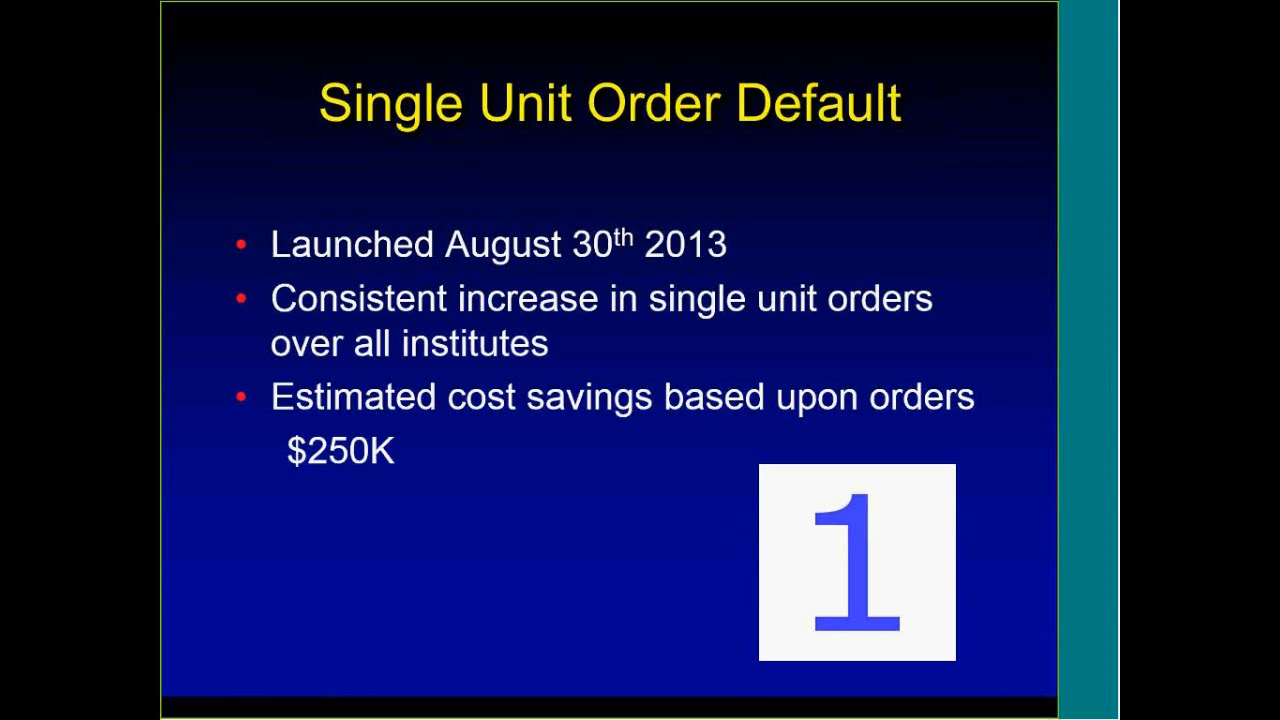 Single Unit Order Default
• Launched August 30th 2013
• Consistent increase in single unit orders
over all institutes
• Estimated cost savings based upon orders
$250K
1